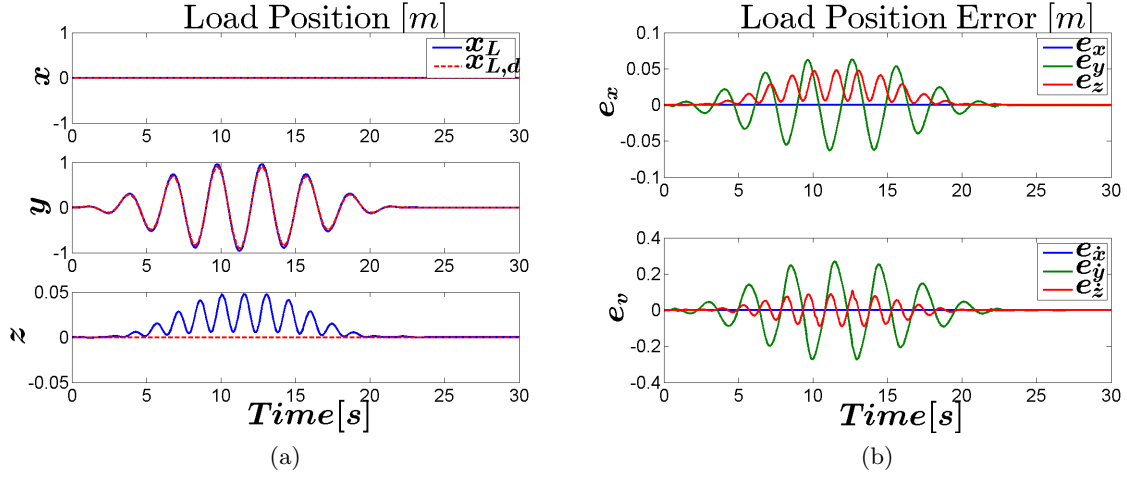 Load Position [m]
1
0
-1
x
x_L
x_{L,d}
0 5 10 15 20 25 30
1
0
-1
y
0 5 10 15 20 25 30
0.05
0
-0.05
z
0 5 10 15 20 25 30
Time[s]
(a)
Load Position Error [m]
0.1
0.05
0
-0.05
-0.1
e_x
e_x
e_y
e_z
0 5 10 15 20 25 30
0.4
0.2
0
-0.2
-0.4
e_v
e_ẋ
e_ẏ
e_ż
0 5 10 15 20 25 30
Time[s]
(b)